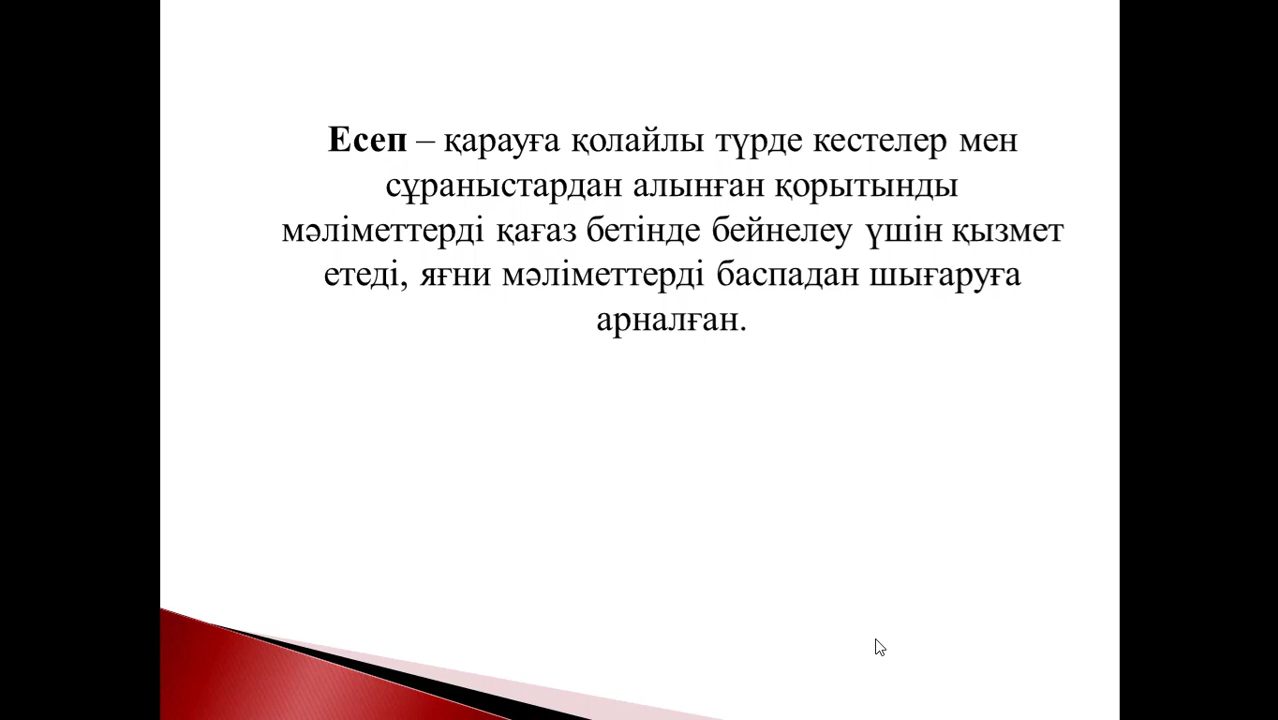 Есеп – қарауға қолайлы түрде кестелер мен
сұраныстардан алынған қорытынды
мәліметтерді қағаз бетінде бейнелеу үшін қызмет
етеді, яғни мәліметтерді баспадан шығаруға
арналған.